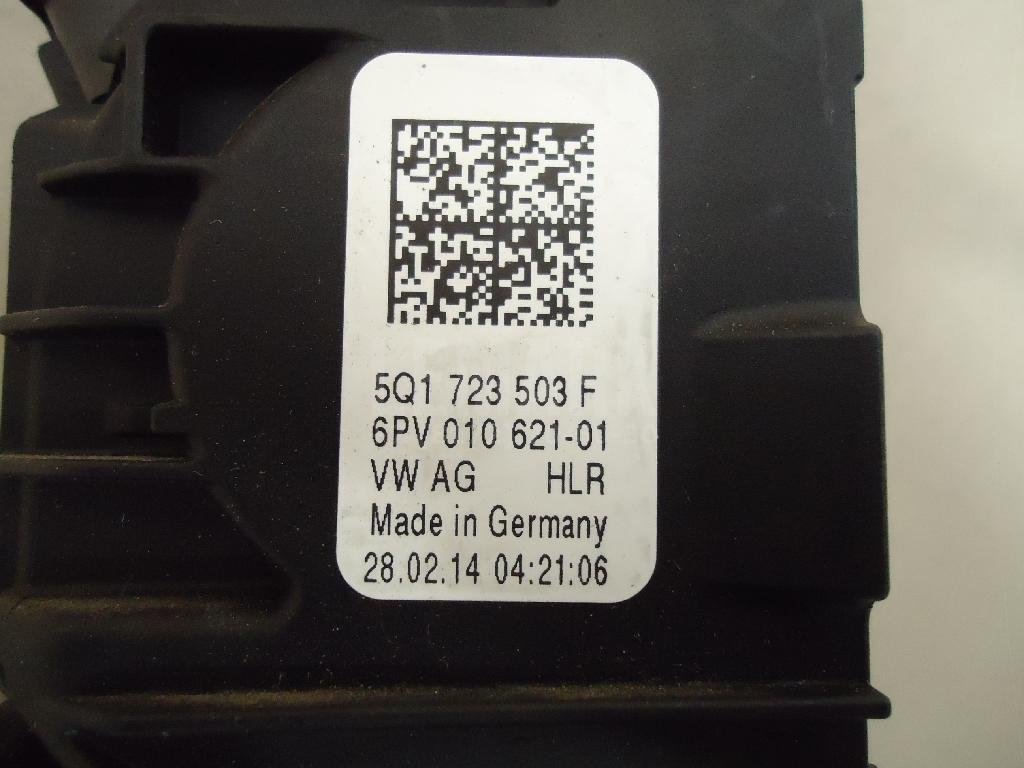 5Q1 723 503 F
6PV 010 621-01
VW AG HLR
Made in Germany
28.02.14 04:21:06